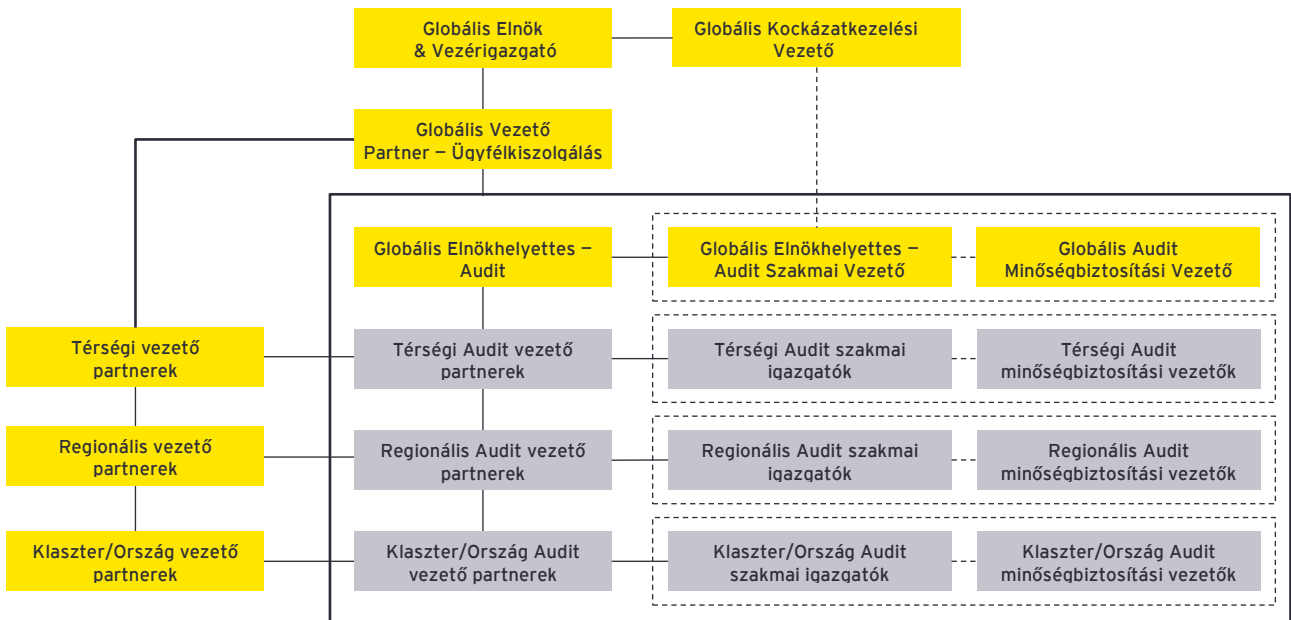 Globális Elnök
& Vezérigazgató
Globális Kockázatkezelési
Vezető
Globális Vezető
Partner – Ügyfélkiszolgálás
Globális Elnökhelyettes –
Audit
Globális Elnökhelyettes –
Audit Szakmai Vezető
Globális Audit
Minőségbiztosítási Vezető
Térségi vezető
partnerek
Térségi Audit vezető
partnerek
Térségi Audit szakmai
igazgatók
Térségi Audit
minőségbiztosítási vezetők
Regionális vezető
partnerek
Regionális Audit vezető
partnerek
Regionális Audit szakmai
igazgatók
Regionális Audit
minőségbiztosítási vezetők
Klaszter/Ország vezető
partnerek
Klaszter/Ország Audit
vezető partnerek
Klaszter/Ország Audit
szakmai igazgatók
Klaszter/Ország Audit
minőségbiztosítási vezetők